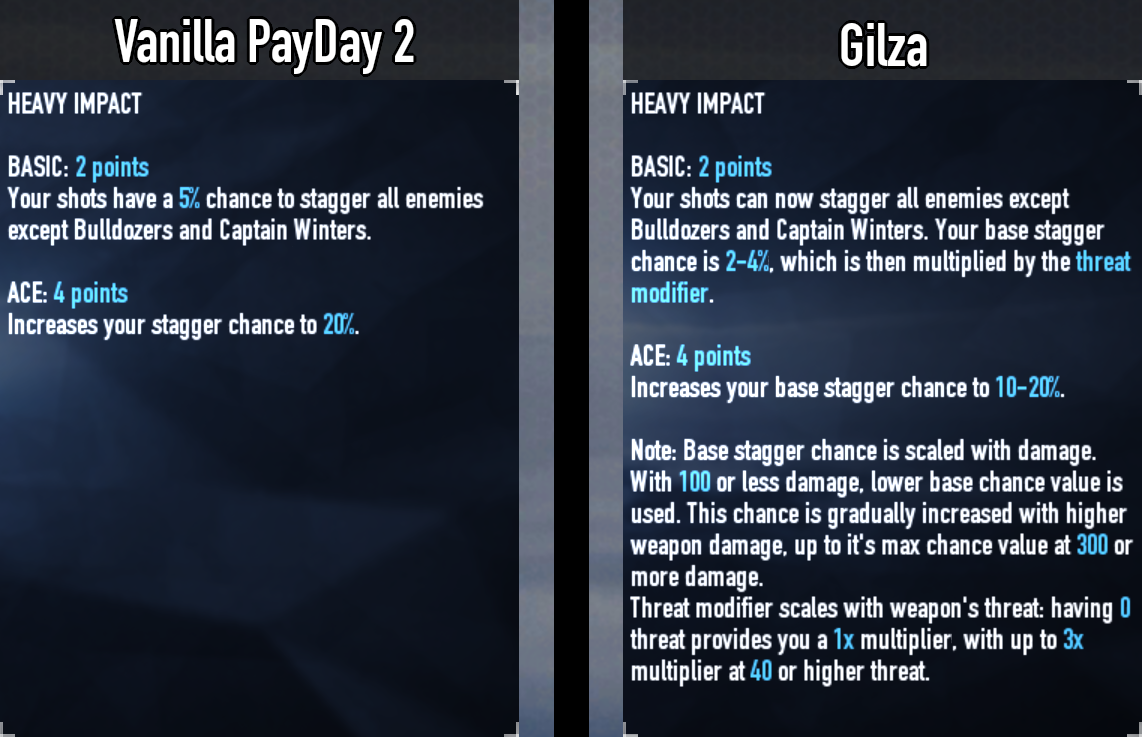 Vanilla PayDay 2
HEAVY IMPACT
BASIC: 2 points
Your shots have a 5% chance to stagger all enemies
except Bulldozers and Captain Winters.
ACE: 4 points
Increases your stagger chance to 20%.
Gilza
HEAVY IMPACT
BASIC: 2 points
Your shots can now stagger all enemies except
Bulldozers and Captain Winters. Your base stagger
chance is 2-4%, which is then multiplied by the threat
modifier.
ACE: 4 points
Increases your base stagger chance to 10-20%.
Note: Base stagger chance is scaled with damage.
With 100 or less damage, lower base chance value is
used. This chance is gradually increased with higher
weapon damage, up to it's max chance value at 300 or
more damage.
Threat modifier scales with weapon's threat: having 0
threat provides you a 1x multiplier, with up to 3x
multiplier at 40 or higher threat.